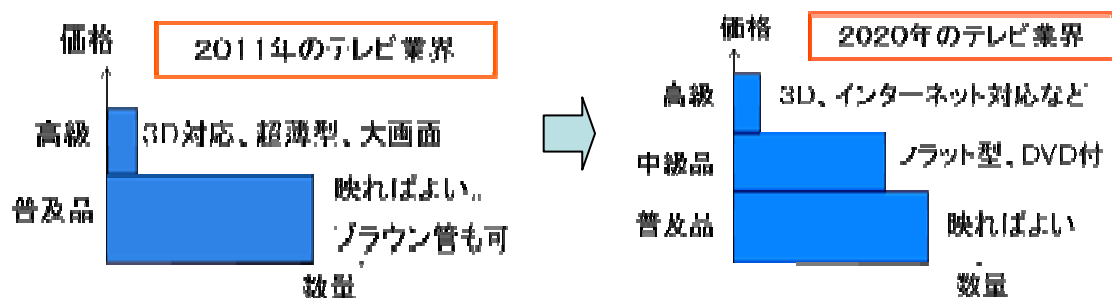 価格
2011年のテレビ業界
高級
3D対応、超薄型、大画面
普及品
映ればよい。
ブラウン管も可
数量
価格
2020年のテレビ業界
高級
3D、インターネット対応など
中級品
フラット型、DVD付
普及品
映ればよい
数量